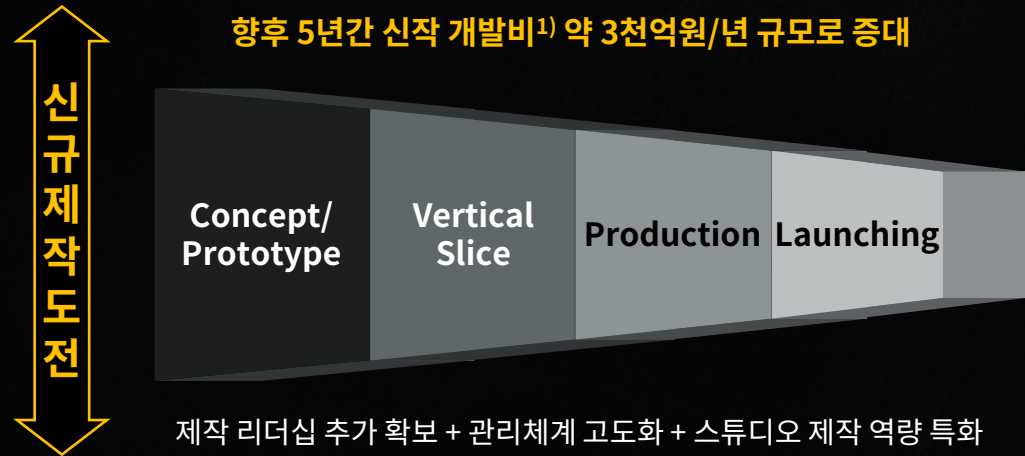 향후 5년간 신작 개발비1) 약 3천억원/년 규모로 증대
신규제작도전
Concept/
Prototype
Vertical
Slice
Production
Launching
제작 리더십 추가 확보 + 관리체계 고도화 + 스튜디오 제작 역량 특화